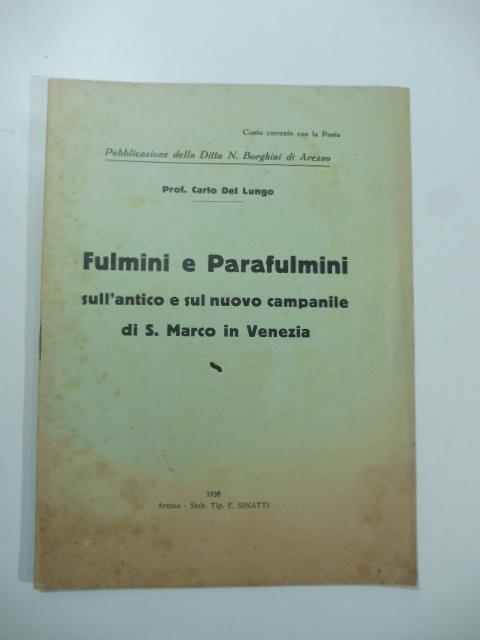 Conto corrente con la Posta
Pubblicazione della Ditta N. Borghini di Arezzo
Prof. Carlo Del Lungo
Fulmini e Parafulmini
sull'antico e sul nuovo campanile
di S. Marco in Venezia
1938
Arezzo - Stab. Tip. E. SINATTI